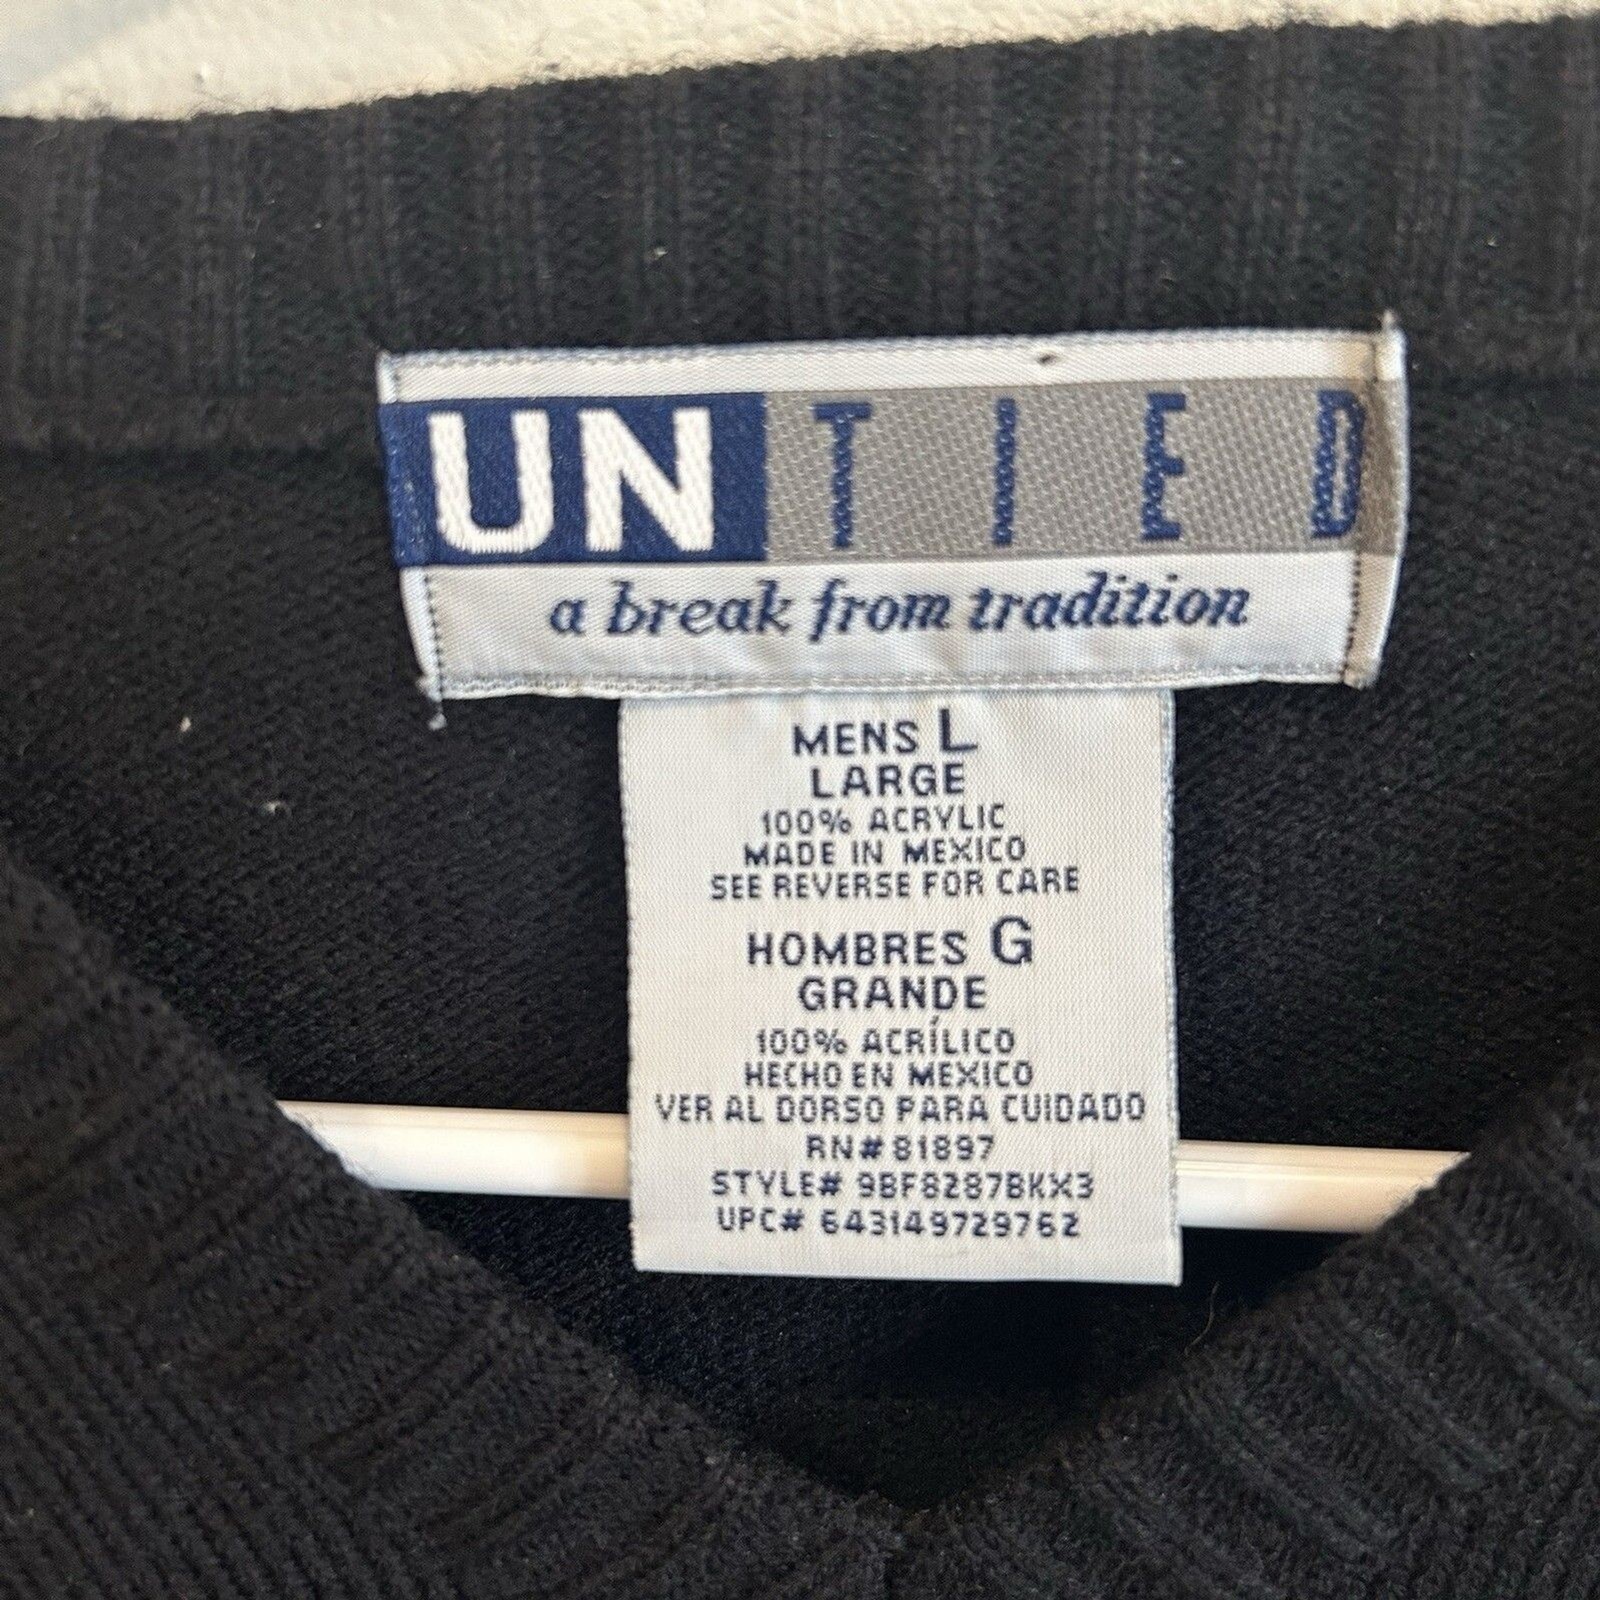 UNTIED
a break from tradition
MENS L
LARGE
100% ACRYLIC
MADE IN MEXICO
SEE REVERSE FOR CARE
HOMBRES G
GRANDE
100% ACRÍLICO
HECHO EN MEXICO
VER AL DORSO PARA CUIDADO
RN# 81897
STYLE# 9BF8287BKX3
UPC# 643149729762